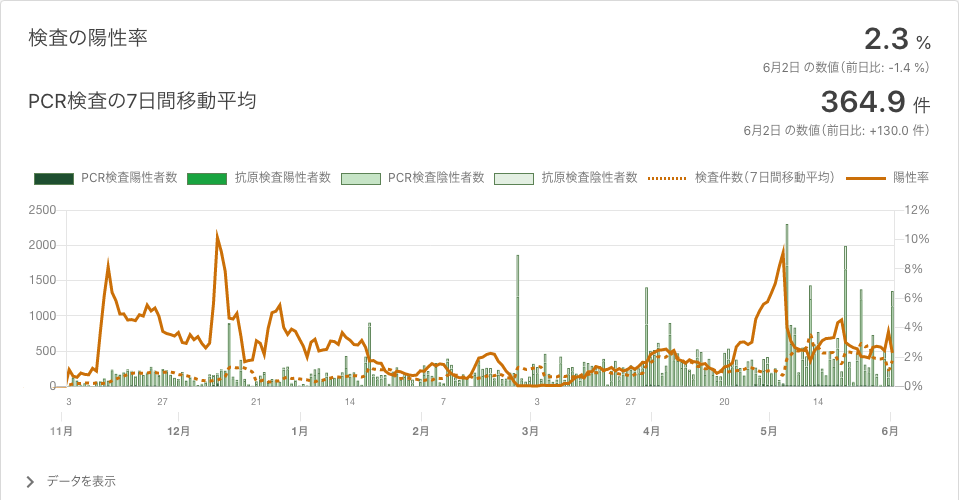 検査の陽性率
2.3 %
6月2日 の数値（前日比: -1.4 %）
PCR検査の7日間移動平均
364.9 件
6月2日 の数値（前日比: +130.0 件）
PCR検査陽性者数 抗原検査陽性者数 PCR検査陰性者数 抗原検査陰性者数 検査件数（7日間移動平均） 陽性率
2500 12%
2000 10%
8%
1500
6%
1000
4%
500 2%
0 0%
3 27 21 14 7 3 27 20 14
11月 12月 1月 2月 3月 4月 5月 6月
データを表示